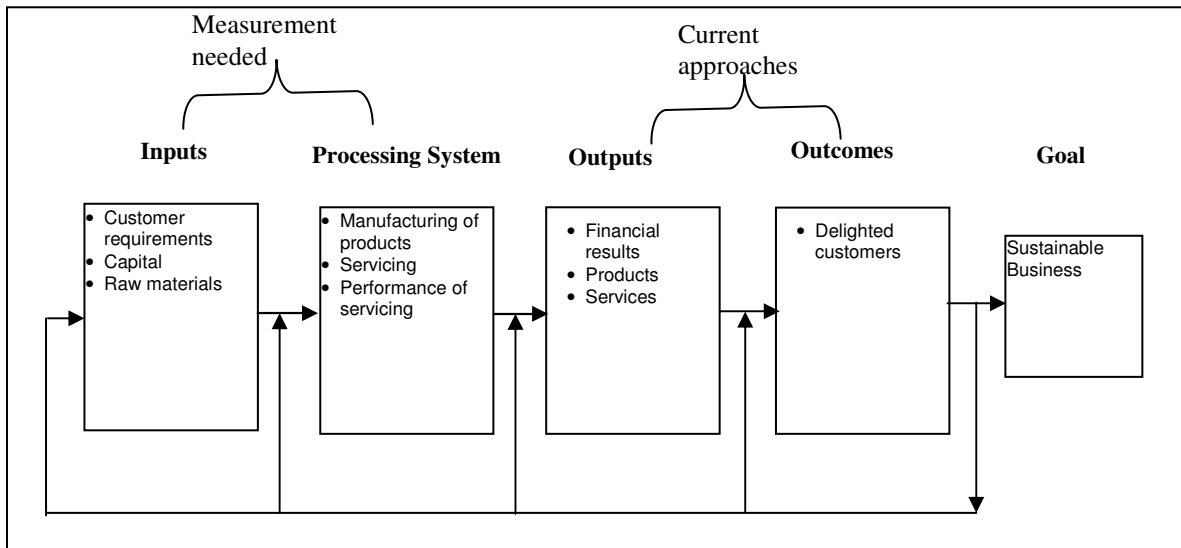 Measurement
needed
Current
approaches
Inputs
Processing System
Outputs
Outcomes
Goal
• Customer
requirements
• Capital
• Raw materials
• Manufacturing of
products
• Servicing
• Performance of
servicing
• Financial
results
• Products
• Services
• Delighted
customers
Sustainable
Business